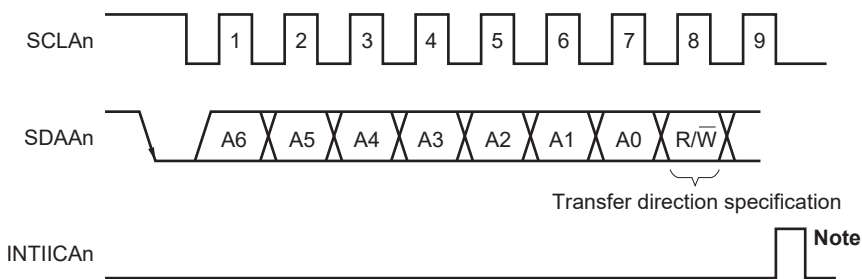 SCLAn 1 2 3 4 5 6 7 8 9
SDAAn A6 A5 A4 A3 A2 A1 A0 R/W̅
Transfer direction specification
INTIICAn Note